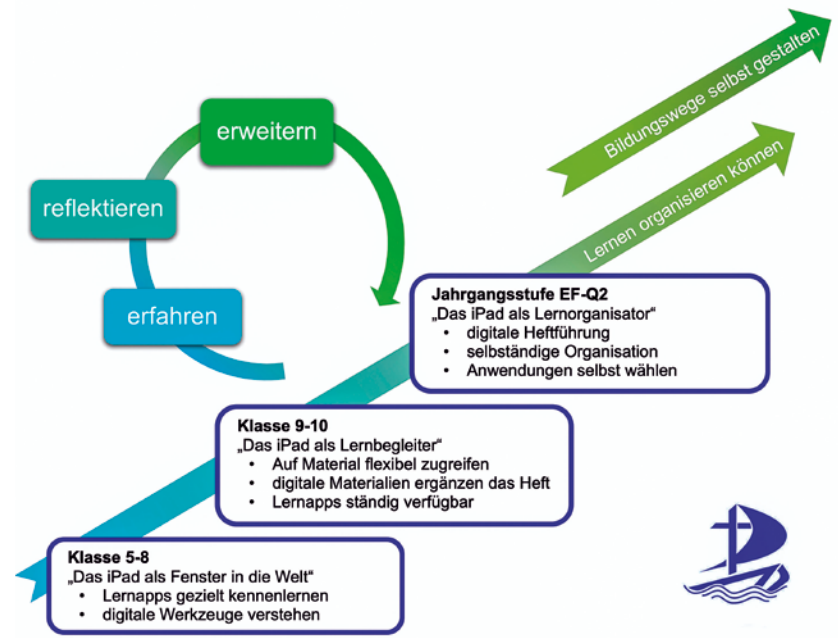 Bildungswege selbst gestalten
Lernen organisieren können
erweitern
reflektieren
erfahren
Jahrgangsstufe EF-Q2
„Das iPad als Lernorganisator“
• digitale Heftführung
• selbständige Organisation
• Anwendungen selbst wählen
Klasse 9-10
„Das iPad als Lernbegleiter“
• Auf Material flexibel zugreifen
• digitale Materialien ergänzen das Heft
• Lernapps ständig verfügbar
Klasse 5-8
„Das iPad als Fenster in die Welt“
• Lernapps gezielt kennenlernen
• digitale Werkzeuge verstehen